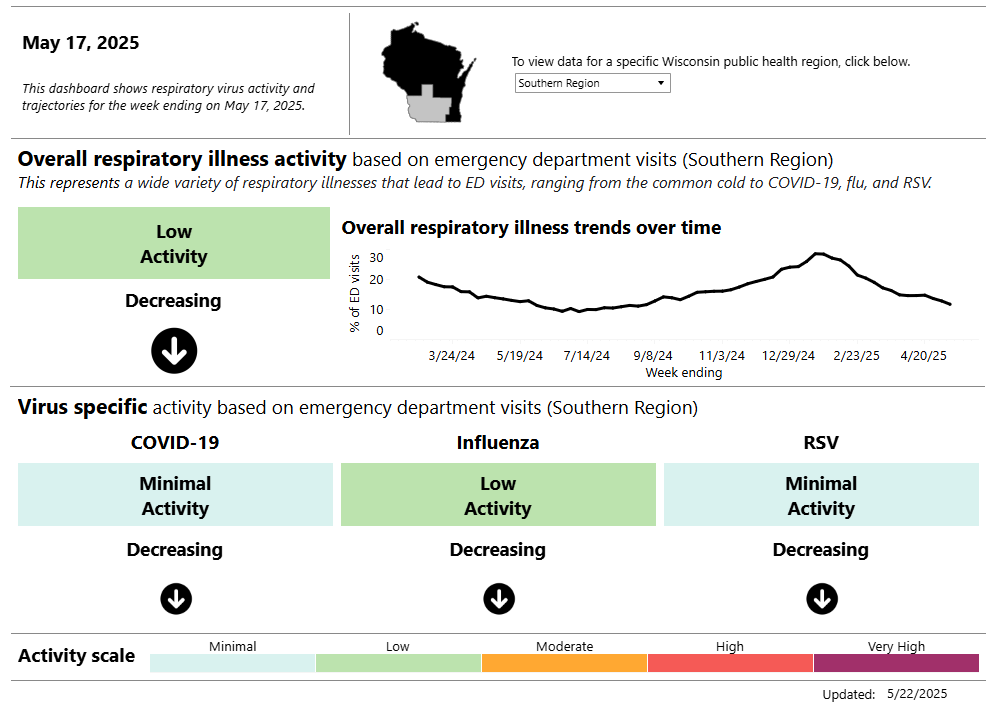 May 17, 2025
This dashboard shows respiratory virus activity and
trajectories for the week ending on May 17, 2025.
To view data for a specific Wisconsin public health region, click below.
Southern Region
Overall respiratory illness activity based on emergency department visits (Southern Region)
This represents a wide variety of respiratory illnesses that lead to ED visits, ranging from the common cold to COVID-19, flu, and RSV.
Low
Activity
Decreasing
Overall respiratory illness trends over time
% of ED visits
30
20
10
0
3/24/24 5/19/24 7/14/24 9/8/24 11/3/24 12/29/24 2/23/25 4/20/25
Week ending
Virus specific activity based on emergency department visits (Southern Region)
COVID-19 Influenza RSV
Minimal Low Minimal
Activity Activity Activity
Decreasing Decreasing Decreasing
Activity scale
Minimal Low Moderate High Very High
Updated: 5/22/2025